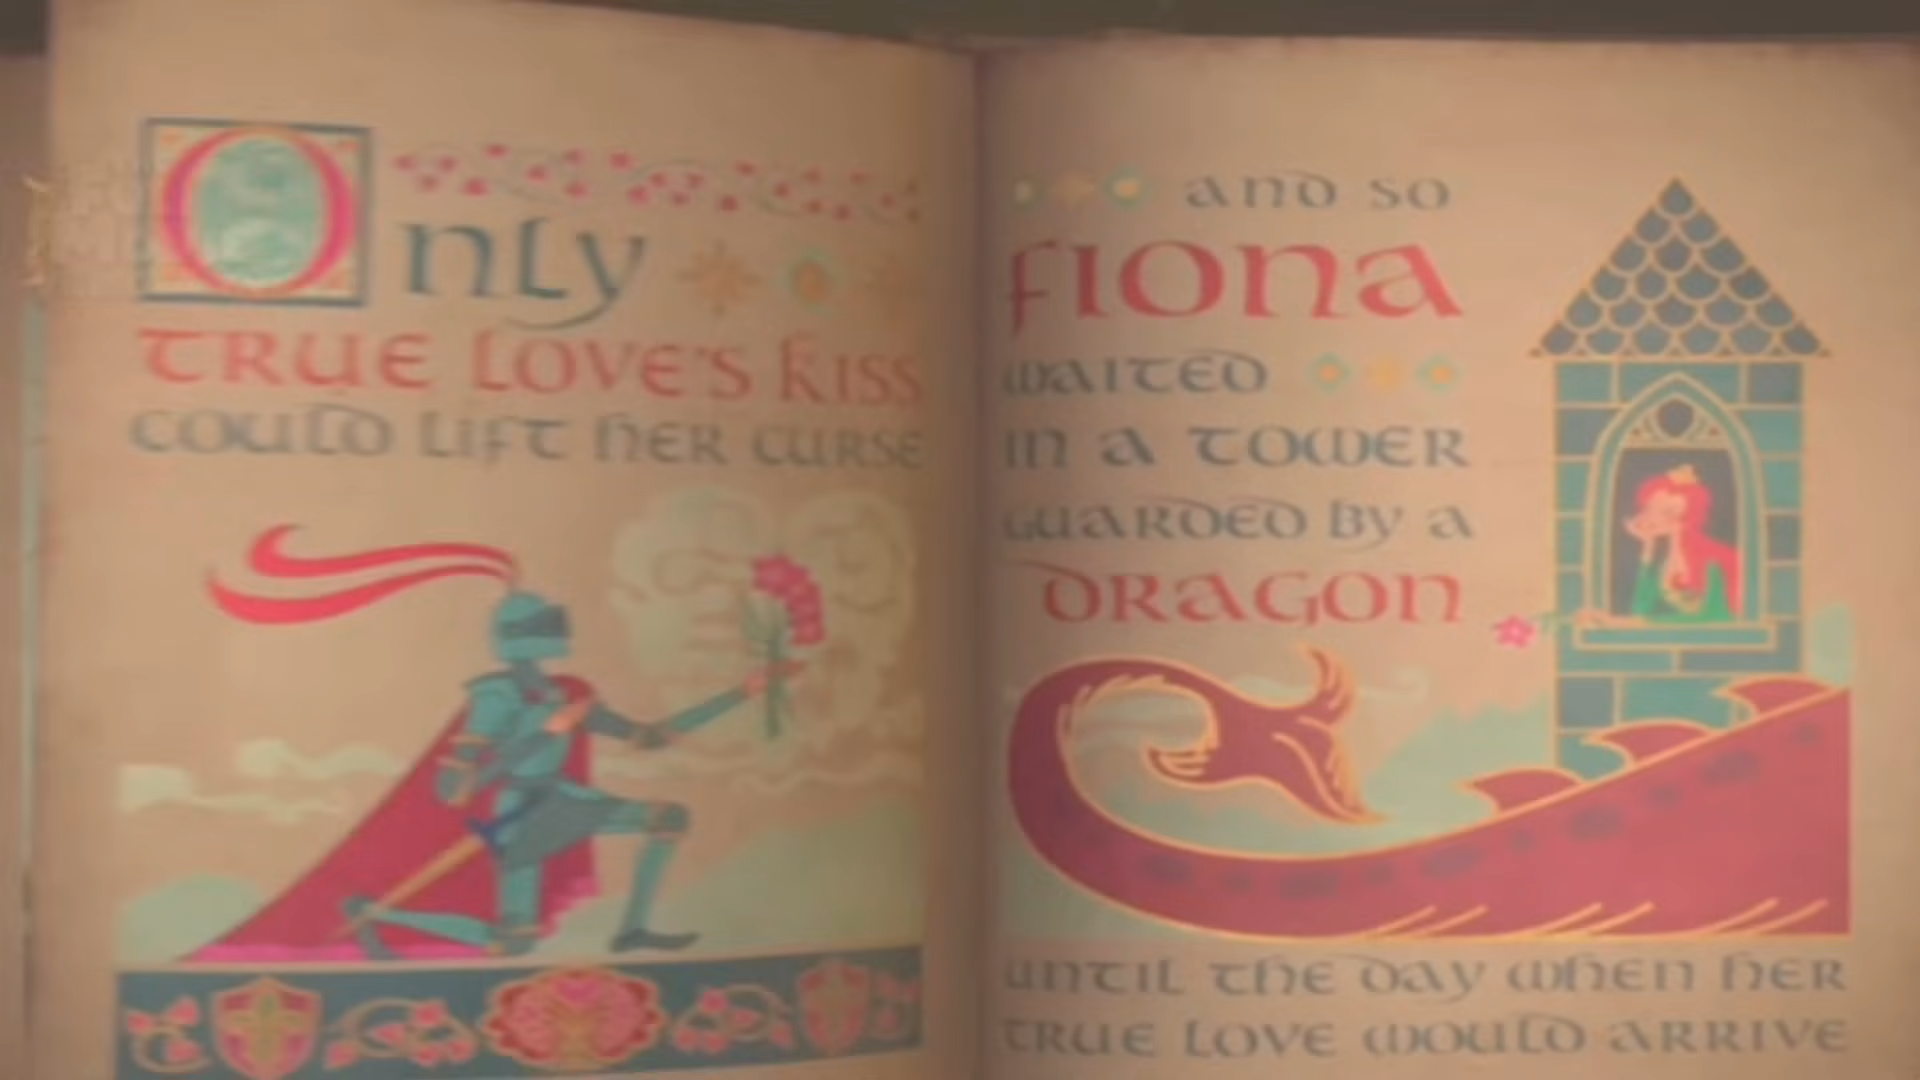 Only
TRUE LOVE'S KISS
COULD LIFT HER CURSE
and so
FIONA
WAITED
IN a TOWER
GUARDED BY a
DRAGON
UNTIL THE DAY WHEN HER
TRUE LOVE WOULD ARRIVE